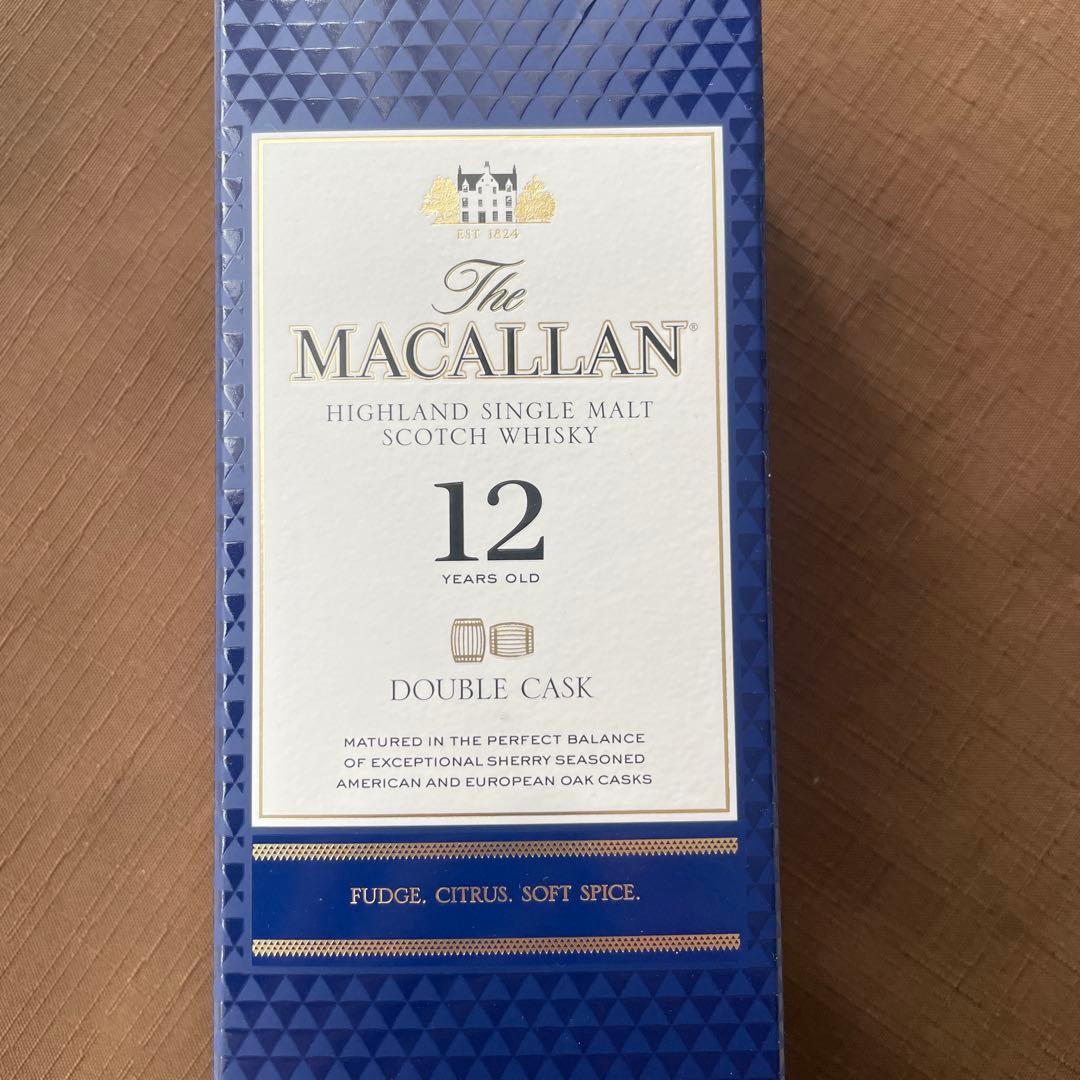 EST 1824
The
MACALLAN®
HIGHLAND SINGLE MALT
SCOTCH WHISKY
12
YEARS OLD
DOUBLE CASK
MATURED IN THE PERFECT BALANCE
OF EXCEPTIONAL SHERRY SEASONED
AMERICAN AND EUROPEAN OAK CASKS
FUDGE. CITRUS. SOFT SPICE.